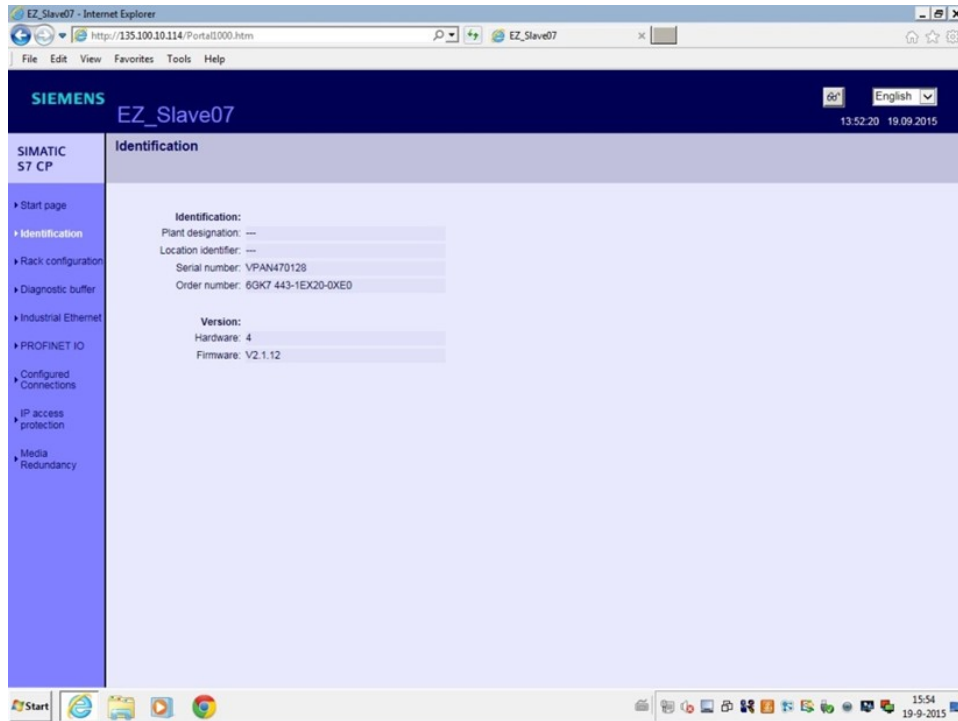 EZ_Slave07 - Internet Explorer
http://135.100.10.114/Portal1000.htm
EZ_Slave07
File Edit View Favorites Tools Help
SIEMENS
EZ_Slave07
English
13:52:20 19.09.2015
SIMATIC
S7 CP
Identification
Start page
Identification
Rack configuration
Diagnostic buffer
Industrial Ethernet
PROFINET IO
Configured
Connections
IP access
protection
Media
Redundancy
Identification:
Plant designation: ---
Location identifier: ---
Serial number: VPAN470128
Order number: 6GK7 443-1EX20-0XE0
Version:
Hardware: 4
Firmware: V2.1.12
Start
15:54
19-9-2015